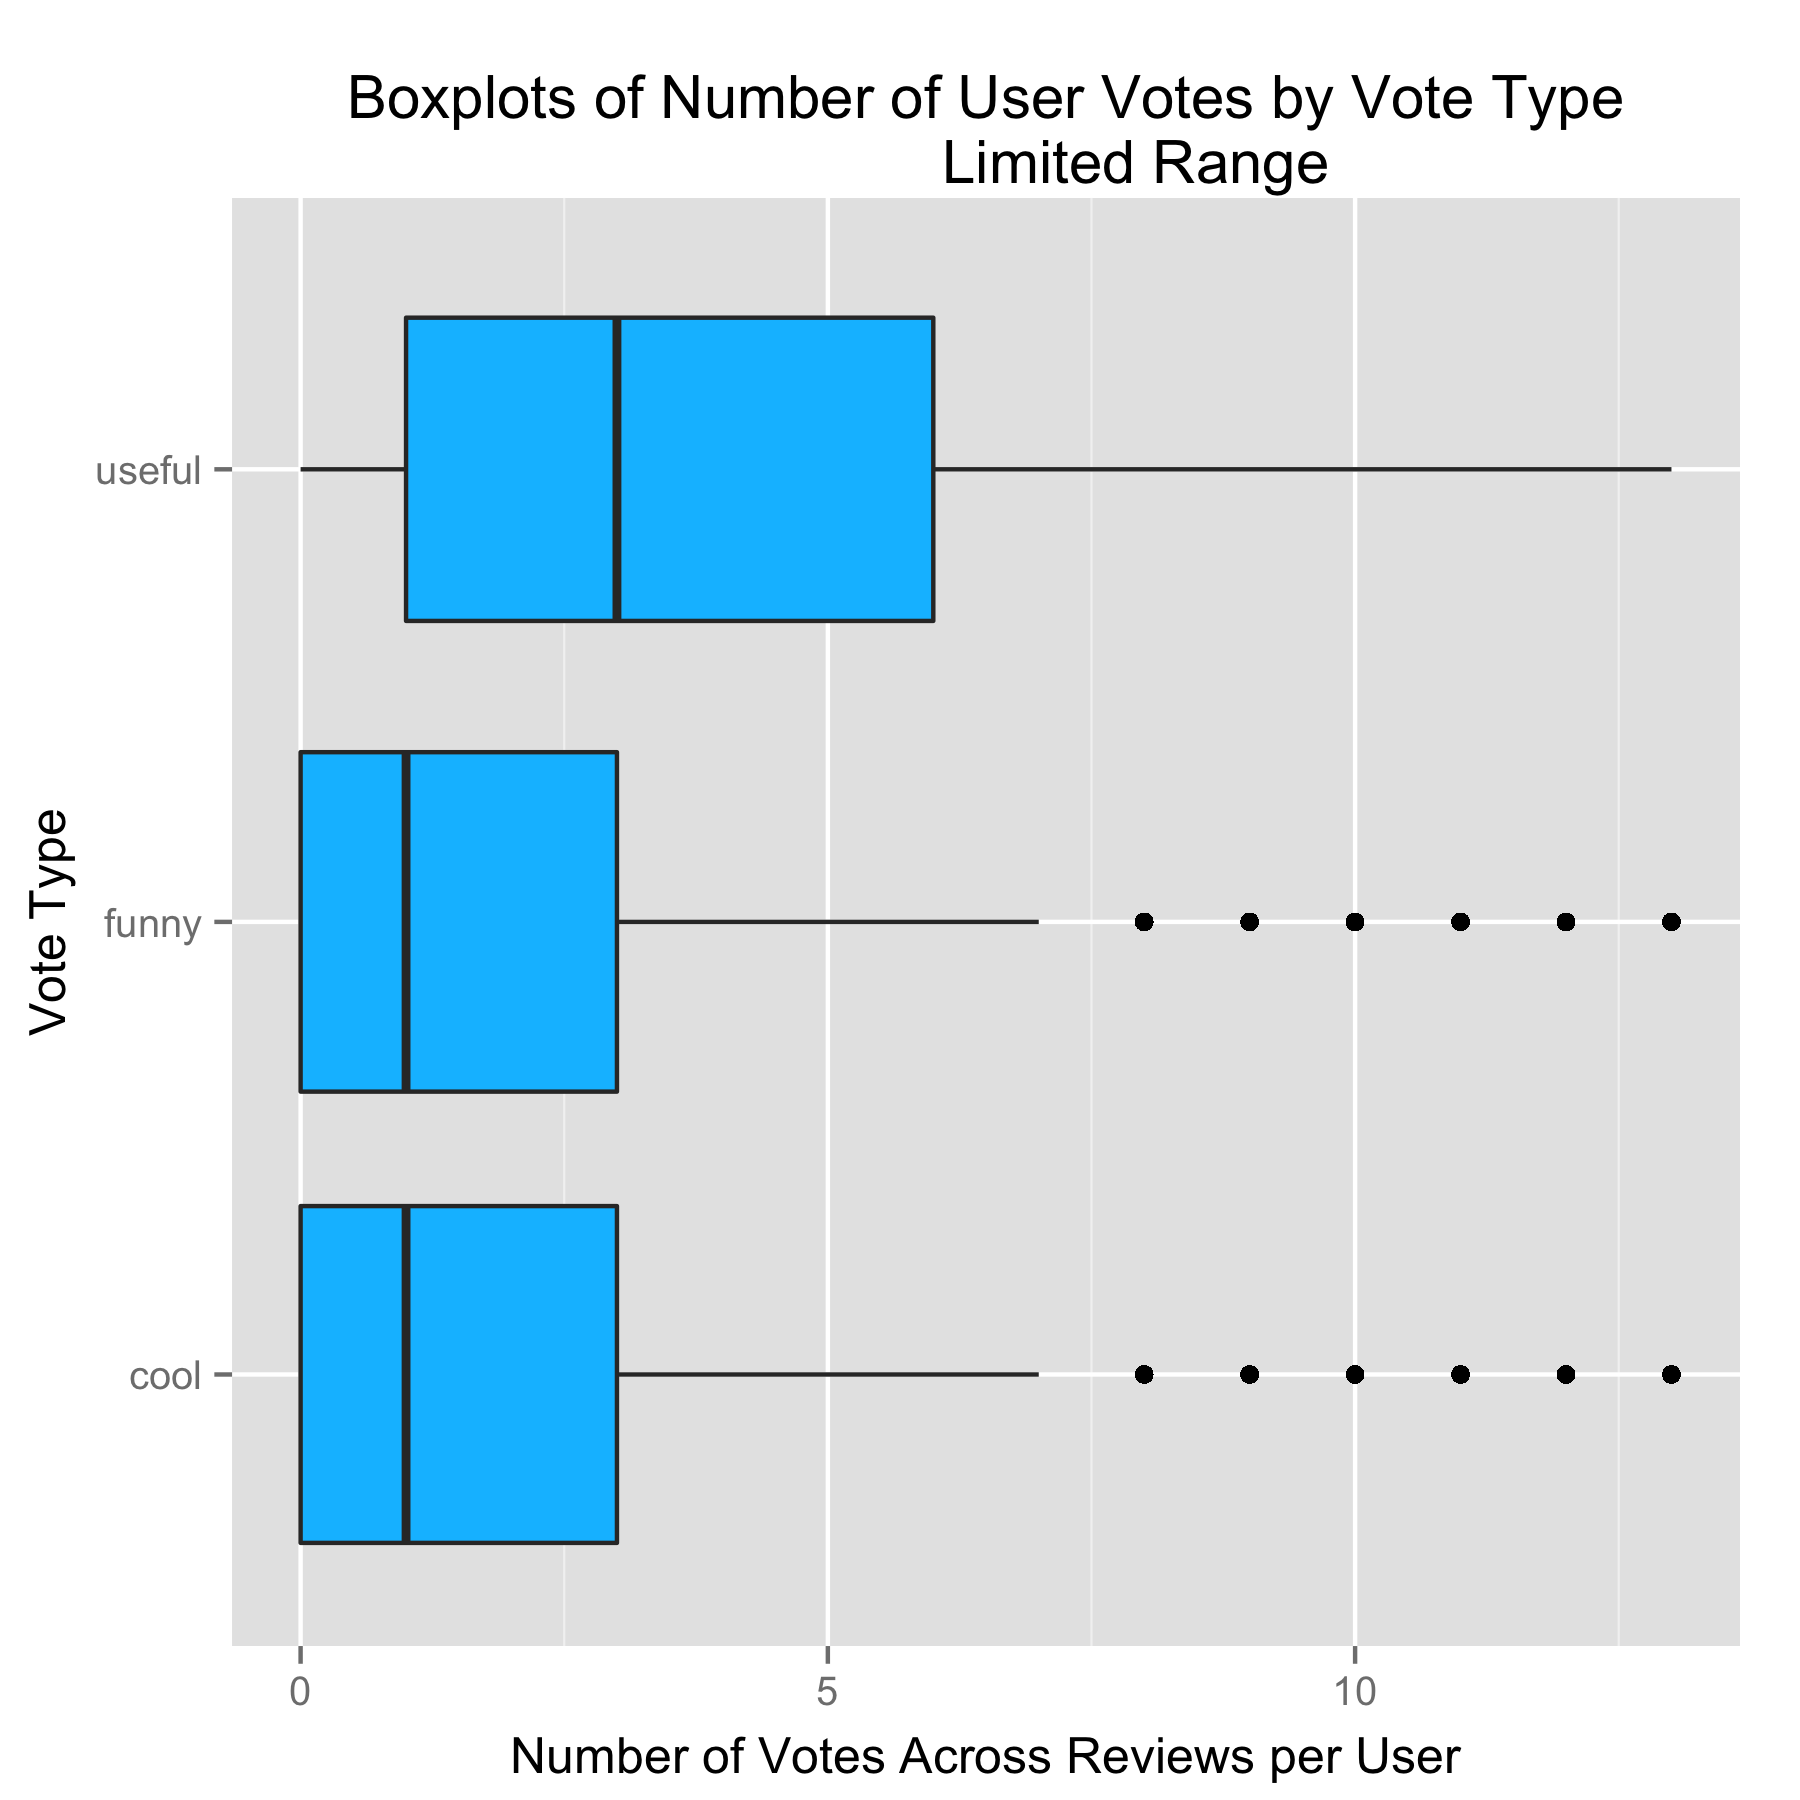 Boxplots of Number of User Votes by Vote Type
Limited Range
useful
funny
cool
Vote Type
0
5
10
Number of Votes Across Reviews per User